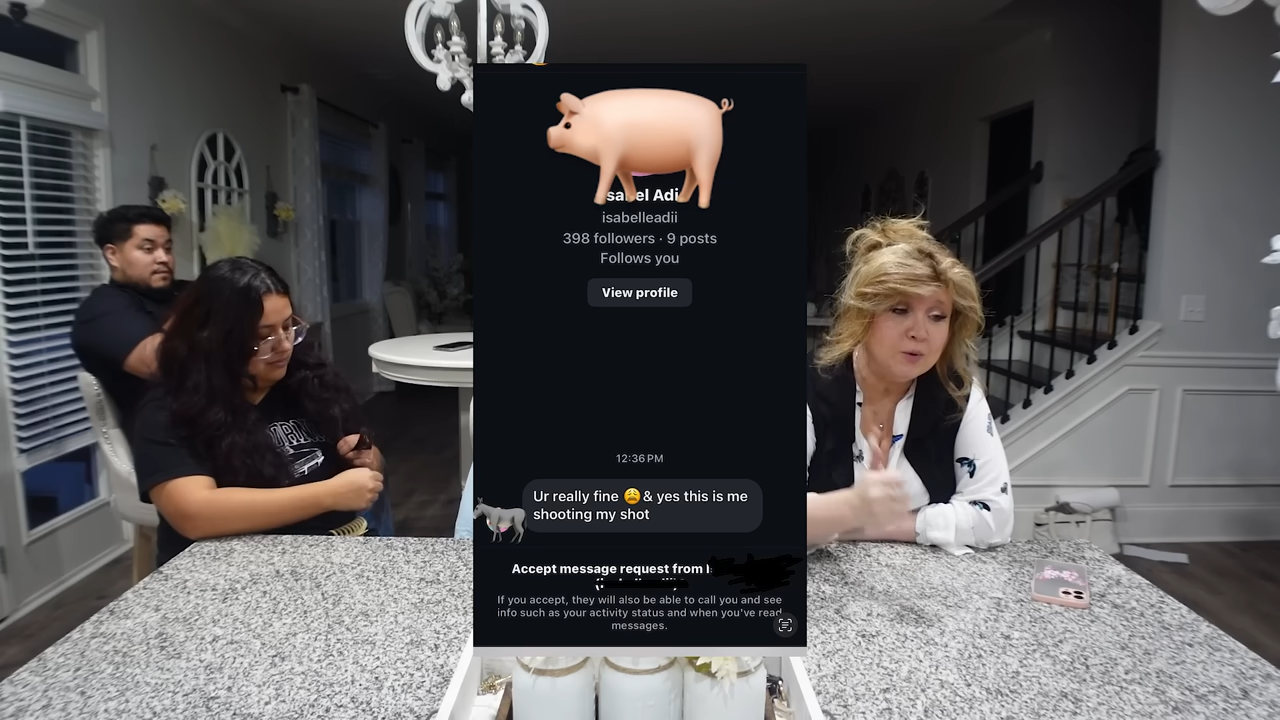 Adi
isabelleadii
398 followers · 9 posts
Follows you
View profile
12:36 PM
Ur really fine 😩 & yes this is me
shooting my shot
Accept message request from
If you accept, they will also be able to call you and see
info such as your activity status and when you've read
messages.